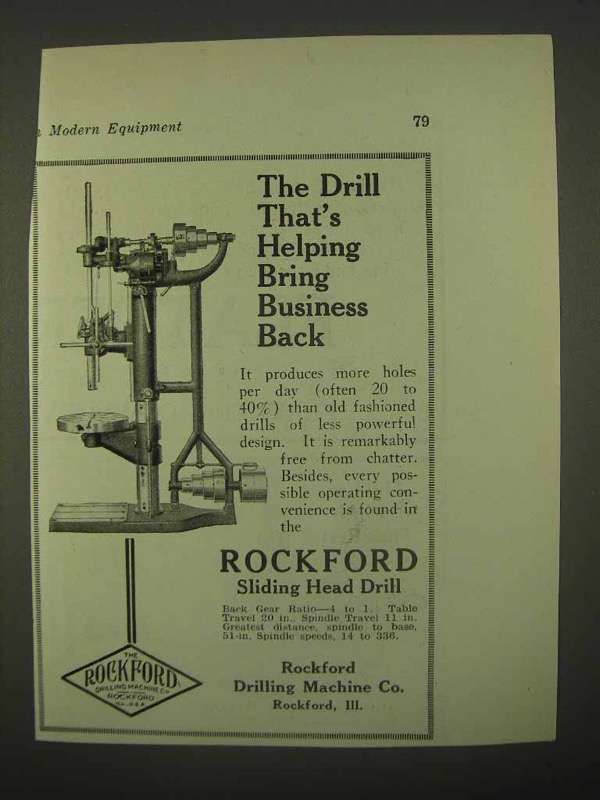 Modern Equipment
79
The Drill
That's
Helping
Bring
Business
Back
It produces more holes
per day (often 20 to
40%) than old fashioned
drills of less powerful
design. It is remarkably
free from chatter.
Besides, every pos-
sible operating con-
venience is found in
the
ROCKFORD
Sliding Head Drill
Back Gear Ratio—4 to 1. Table
Travel 20 in. Spindle Travel 11 in.
Greatest distance, spindle to base,
51-in. Spindle speeds, 14 to 336.
Rockford
Drilling Machine Co.
Rockford, Ill.
THE
ROCKFORD
DRILLING MACHINE CO.
ROCKFORD
ILL. U.S.A.